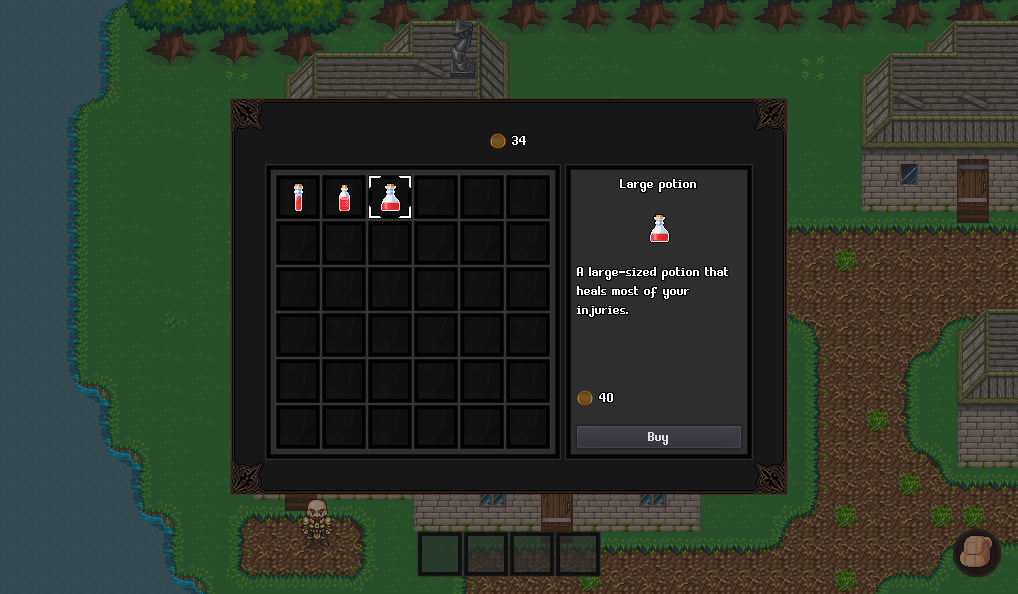 34
Large potion
A large-sized potion that
heals most of your
injuries.
40
Buy